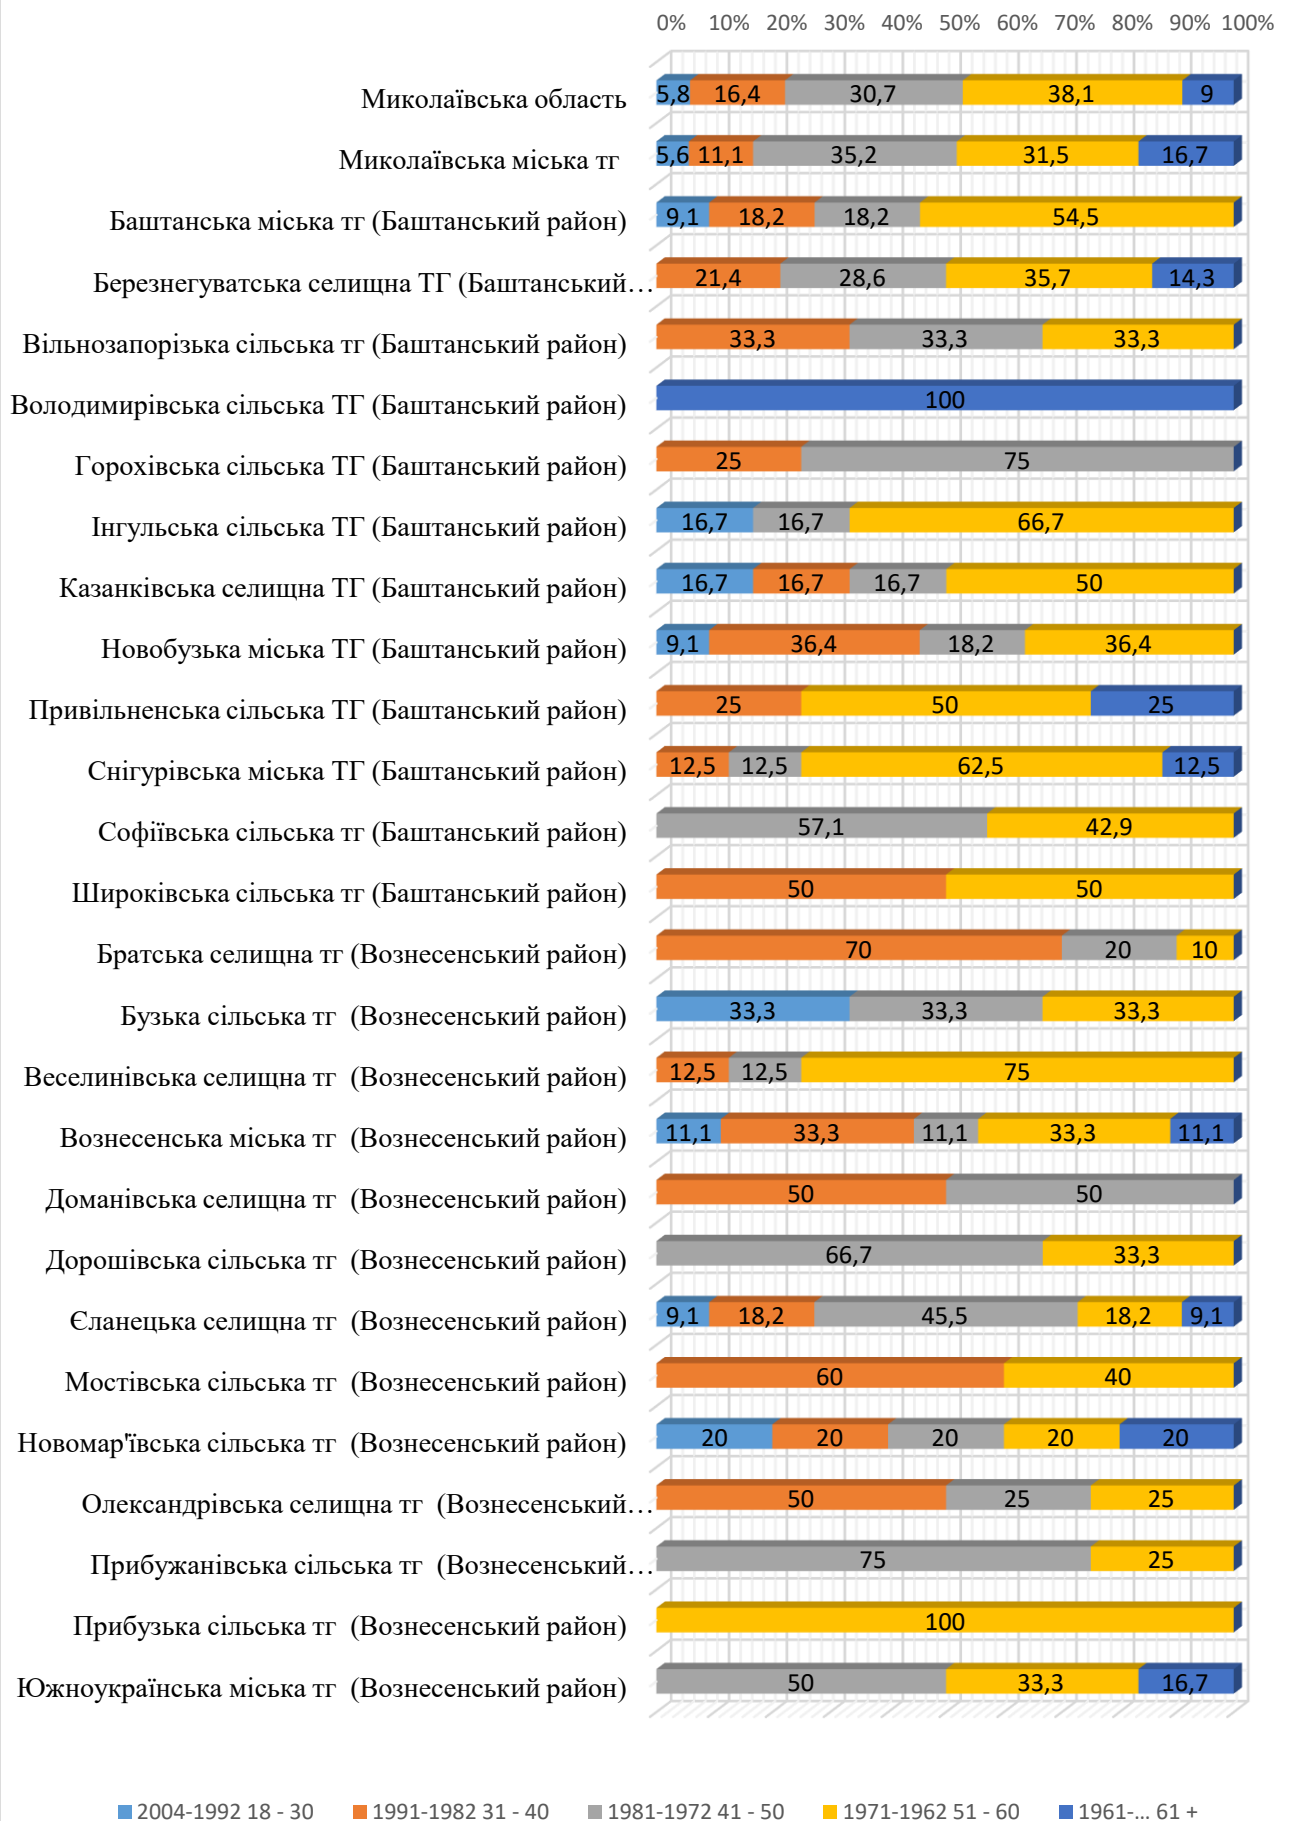 0% 10% 20% 30% 40% 50% 60% 70% 80% 90% 100%
Миколаївська область 5,8 16,4 30,7 38,1 9
Миколаївська міська тг 5,6 11,1 35,2 31,5 16,7
Баштанська міська тг (Баштанський район) 9,1 18,2 18,2 54,5
Березнегуватська селищна ТГ (Баштанський… 21,4 28,6 35,7 14,3
Вільнозапорізька сільська тг (Баштанський район) 33,3 33,3 33,3
Володимирівська сільська ТГ (Баштанський район) 100
Горохівська сільська ТГ (Баштанський район) 25 75
Інгульська сільська ТГ (Баштанський район) 16,7 16,7 66,7
Казанківська селищна ТГ (Баштанський район) 16,7 16,7 16,7 50
Новобузька міська ТГ (Баштанський район) 9,1 36,4 18,2 36,4
Привільненська сільська ТГ (Баштанський район) 25 50 25
Снігурівська міська ТГ (Баштанський район) 12,5 12,5 62,5 12,5
Софіївська сільська тг (Баштанський район) 57,1 42,9
Широківська сільська тг (Баштанський район) 50 50
Братська селищна тг (Вознесенський район) 70 20 10
Бузька сільська тг (Вознесенський район) 33,3 33,3 33,3
Веселинівська селищна тг (Вознесенський район) 12,5 12,5 75
Вознесенська міська тг (Вознесенський район) 11,1 33,3 11,1 33,3 11,1
Доманівська селищна тг (Вознесенський район) 50 50
Дорошівська сільська тг (Вознесенський район) 66,7 33,3
Єланецька селищна тг (Вознесенський район) 9,1 18,2 45,5 18,2 9,1
Мостівська сільська тг (Вознесенський район) 60 40
Новомар'ївська сільська тг (Вознесенський район) 20 20 20 20 20
Олександрівська селищна тг (Вознесенський… 50 25 25
Прибужанівська сільська тг (Вознесенський… 75 25
Прибузька сільська тг (Вознесенський район) 100
Южноукраїнська міська тг (Вознесенський район) 50 33,3 16,7
2004-1992 18 - 30 1991-1982 31 - 40 1981-1972 41 - 50 1971-1962 51 - 60 1961-… 61 +